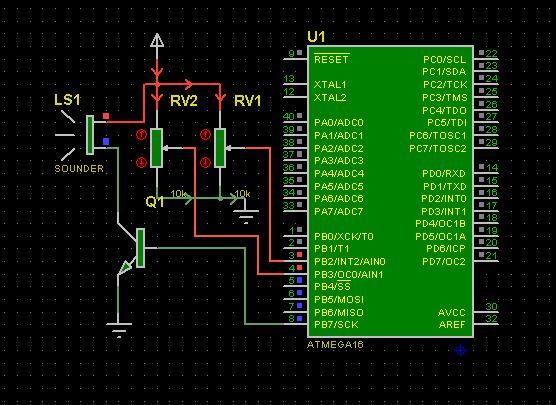 U1
9 RESET
13 XTAL1
12 XTAL2
40 PA0/ADC0
39 PA1/ADC1
38 PA2/ADC2
37 PA3/ADC3
36 PA4/ADC4
35 PA5/ADC5
34 PA6/ADC6
33 PA7/ADC7
1 PB0/XCK/T0
2 PB1/T1
3 PB2/INT2/AIN0
4 PB3/OC0/AIN1
5 PB4/SS
6 PB5/MOSI
7 PB6/MISO
8 PB7/SCK
PC0/SCL 22
PC1/SDA 23
PC2/TCK 24
PC3/TMS 25
PC4/TDO 26
PC5/TDI 27
PC6/TOSC1 28
PC7/TOSC2 29
PD0/RXD 14
PD1/TXD 15
PD2/INT0 16
PD3/INT1 17
PD4/OC1B 18
PD5/OC1A 19
PD6/ICP 20
PD7/OC2 21
AVCC 30
AREF 32
ATMEGA16
LS1
SOUNDER
RV2
10k
RV1
10k
Q1